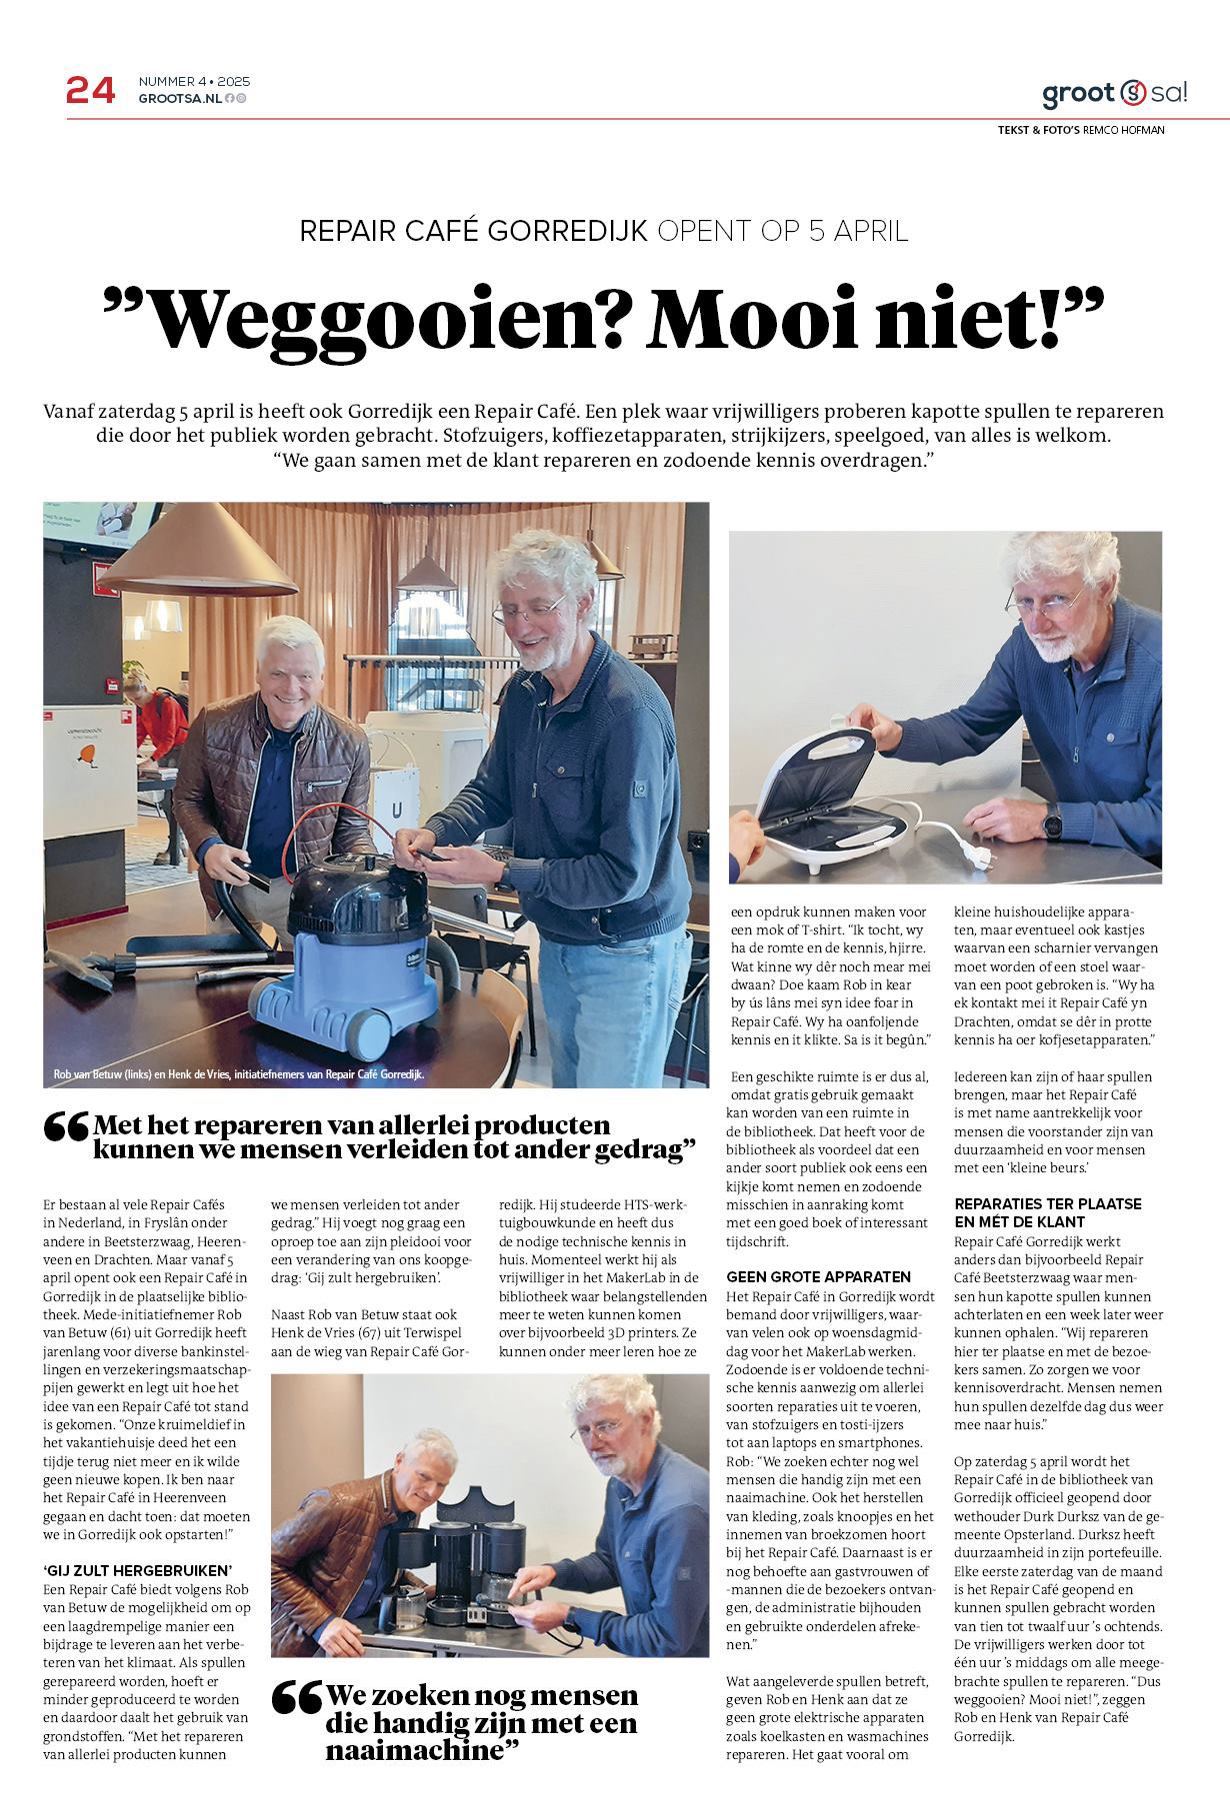 24
NUMMER 4 • 2025
GROOTSA.NL
groot sa!
TEKST & FOTO'S REMCO HOFMAN
REPAIR CAFÉ GORREDIJK OPENT OP 5 APRIL
”Weggooien? Mooi niet!”
Vanaf zaterdag 5 april is heeft ook Gorredijk een Repair Café. Een plek waar vrijwilligers proberen kapotte spullen te repareren
die door het publiek worden gebracht. Stofzuigers, koffiezetapparaten, strijkijzers, speelgoed, van alles is welkom.
“We gaan samen met de klant repareren en zodoende kennis overdragen.”
Rob van Betuw (links) en Henk de Vries, initiatiefnemers van Repair Café Gorredijk.
“Met het repareren van allerlei producten
kunnen we mensen verleiden tot ander gedrag”
Er bestaan al vele Repair Cafés
in Nederland, in Fryslân onder
andere in Beetsterzwaag, Heeren-
veen en Drachten. Maar vanaf 5
april opent ook een Repair Café in
Gorredijk in de plaatselijke biblio-
theek. Mede-initiatiefnemer Rob
van Betuw (61) uit Gorredijk heeft
jarenlang voor diverse bankinstel-
lingen en verzekeringsmaatschap-
pijen gewerkt en legt uit hoe het
idee van een Repair Café tot stand
is gekomen. “Onze kruimeldief in
het vakantiehuisje deed het een
tijdje terug niet meer en ik wilde
geen nieuwe kopen. Ik ben naar
het Repair Café in Heerenveen
gegaan en dacht toen: dat moeten
we in Gorredijk ook opstarten!”
‘GIJ ZULT HERGEBRUIKEN’
Een Repair Café biedt volgens Rob
van Betuw de mogelijkheid om op
een laagdrempelige manier een
bijdrage te leveren aan het verbe-
teren van het klimaat. Als spullen
gerepareerd worden, hoeft er
minder geproduceerd te worden
en daardoor daalt het gebruik van
grondstoffen. “Met het repareren
van allerlei producten kunnen
we mensen verleiden tot ander
gedrag.” Hij voegt nog graag een
oproep toe aan zijn pleidooi voor
een verandering van ons koopge-
drag: ‘Gij zult hergebruiken’.
Naast Rob van Betuw staat ook
Henk de Vries (67) uit Terwispel
aan de wieg van Repair Café Gor-
redijk. Hij studeerde HTS-werk-
tuigbouwkunde en heeft dus
de nodige technische kennis in
huis. Momenteel werkt hij als
vrijwilliger in het MakerLab in de
bibliotheek waar belangstellenden
meer te weten kunnen komen
over bijvoorbeeld 3D printers. Ze
kunnen onder meer leren hoe ze
“We zoeken nog mensen
die handig zijn met een
naaimachine”
een opdruk kunnen maken voor
een mok of T-shirt. “Ik tocht, wy
ha de romte en de kennis, hjirre.
Wat kinne wy dêr noch mear mei
dwaan? Doe kaam Rob in kear
by ús lâns mei syn idee foar in
Repair Café. Wy ha oanfoljende
kennis en it klikte. Sa is it begûn.”
Een geschikte ruimte is er dus al,
omdat gratis gebruik gemaakt
kan worden van een ruimte in
de bibliotheek. Dat heeft voor de
bibliotheek als voordeel dat een
ander soort publiek ook eens een
kijkje komt nemen en zodoende
misschien in aanraking komt
met een goed boek of interessant
tijdschrift.
GEEN GROTE APPARATEN
Het Repair Café in Gorredijk wordt
bemand door vrijwilligers, waar-
van velen ook op woensdagmid-
dag voor het MakerLab werken.
Zodoende is er voldoende techni-
sche kennis aanwezig om allerlei
soorten reparaties uit te voeren,
van stofzuigers en tosti-ijzers
tot aan laptops en smartphones.
Rob: “We zoeken echter nog wel
mensen die handig zijn met een
naaimachine. Ook het herstellen
van kleding, zoals knoopjes en het
innemen van broekzomen hoort
bij het Repair Café. Daarnaast is er
nog behoefte aan gastvrouwen of
-mannen die de bezoekers ontvan-
gen, de administratie bijhouden
en gebruikte onderdelen afreke-
nen.”
Wat aangeleverde spullen betreft,
geven Rob en Henk aan dat ze
geen grote elektrische apparaten
zoals koelkasten en wasmachines
repareren. Het gaat vooral om
kleine huishoudelijke appara-
ten, maar eventueel ook kastjes
waarvan een scharnier vervangen
moet worden of een stoel waar-
van een poot gebroken is. “Wy ha
ek kontakt mei it Repair Café yn
Drachten, omdat se dêr in protte
kennis ha oer kofjesetapparaten.”
Iedereen kan zijn of haar spullen
brengen, maar het Repair Café
is met name aantrekkelijk voor
mensen die voorstander zijn van
duurzaamheid en voor mensen
met een ‘kleine beurs.’
REPARATIES TER PLAATSE
EN MÉT DE KLANT
Repair Café Gorredijk werkt
anders dan bijvoorbeeld Repair
Café Beetsterzwaag waar men-
sen hun kapotte spullen kunnen
achterlaten en een week later weer
kunnen ophalen. “Wij repareren
hier ter plaatse en met de bezoe-
kers samen. Zo zorgen we voor
kennisoverdracht. Mensen nemen
hun spullen dezelfde dag dus weer
mee naar huis.”
Op zaterdag 5 april wordt het
Repair Café in de bibliotheek van
Gorredijk officieel geopend door
wethouder Durk Durksz van de ge-
meente Opsterland. Durksz heeft
duurzaamheid in zijn portefeuille.
Elke eerste zaterdag van de maand
is het Repair Café geopend en
kunnen spullen gebracht worden
van tien tot twaalf uur ’s ochtends.
De vrijwilligers werken door tot
één uur ’s middags om alle meege-
brachte spullen te repareren. “Dus
weggooien? Mooi niet!”, zeggen
Rob en Henk van Repair Café
Gorredijk.